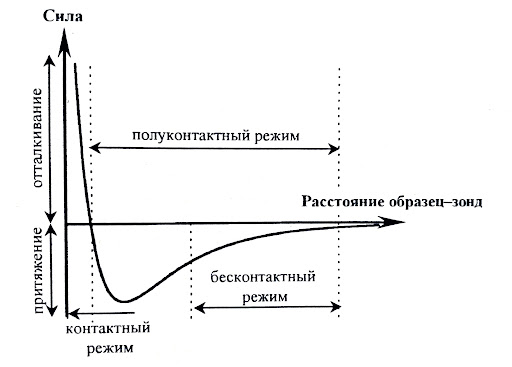 Сила
отталкивание
полуконтактный режим
Расстояние образец–зонд
притяжение
бесконтактный
режим
контактный
режим